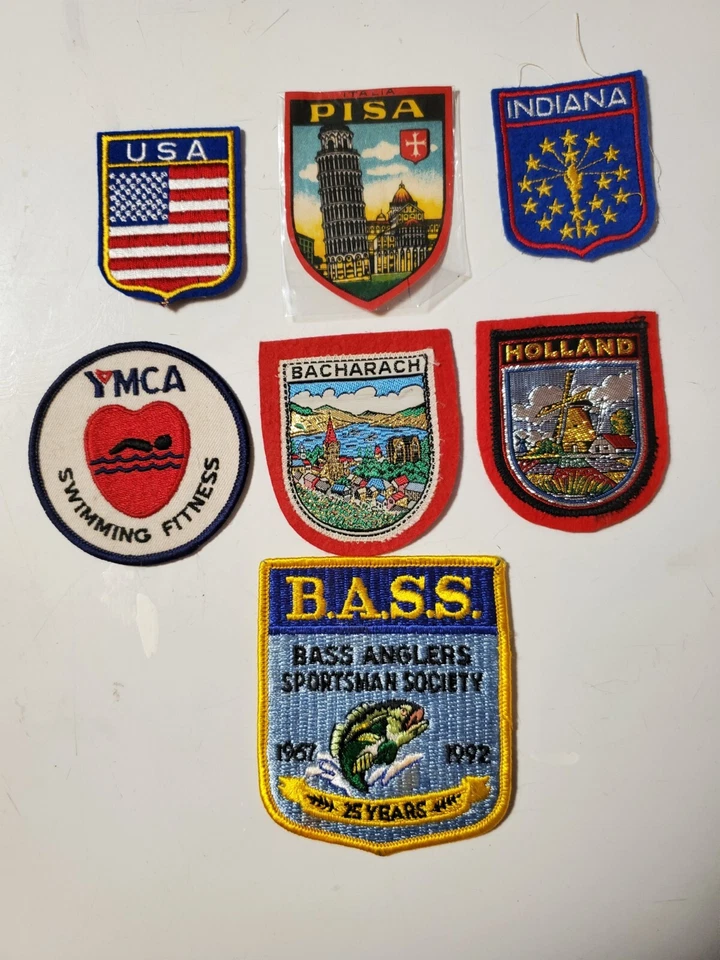 USA
ITALIA
PISA
INDIANA
YMCA
SWIMMING FITNESS
BACHARACH
HOLLAND
B.A.S.S.
BASS ANGLERS
SPORTSMAN SOCIETY
1967 1992
25 YEARS